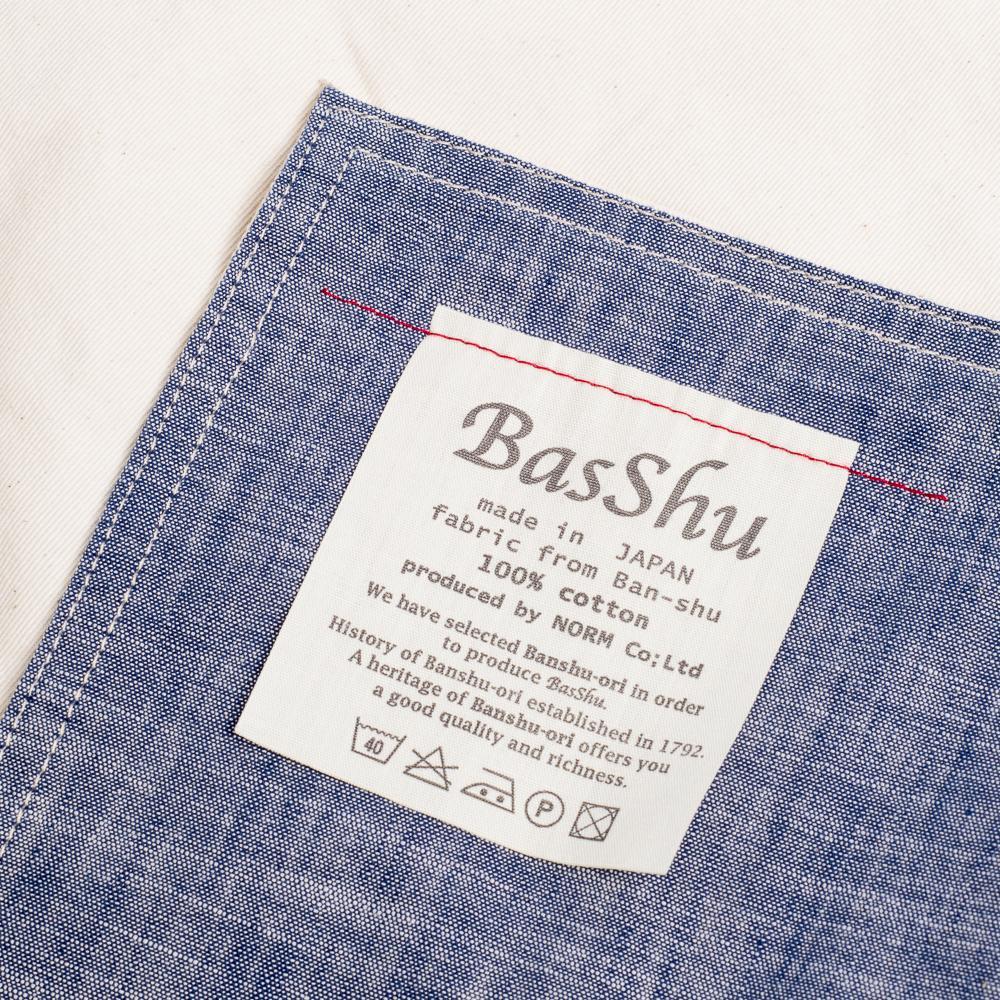 BasShu
made in JAPAN
fabric from Ban-shu
100% cotton
produced by NORM Co;Ltd
We have selected Banshu-ori in order
to produce BasShu.
History of Banshu-ori established in 1792.
A heritage of Banshu-ori offers you
a good quality and richness.
40 P